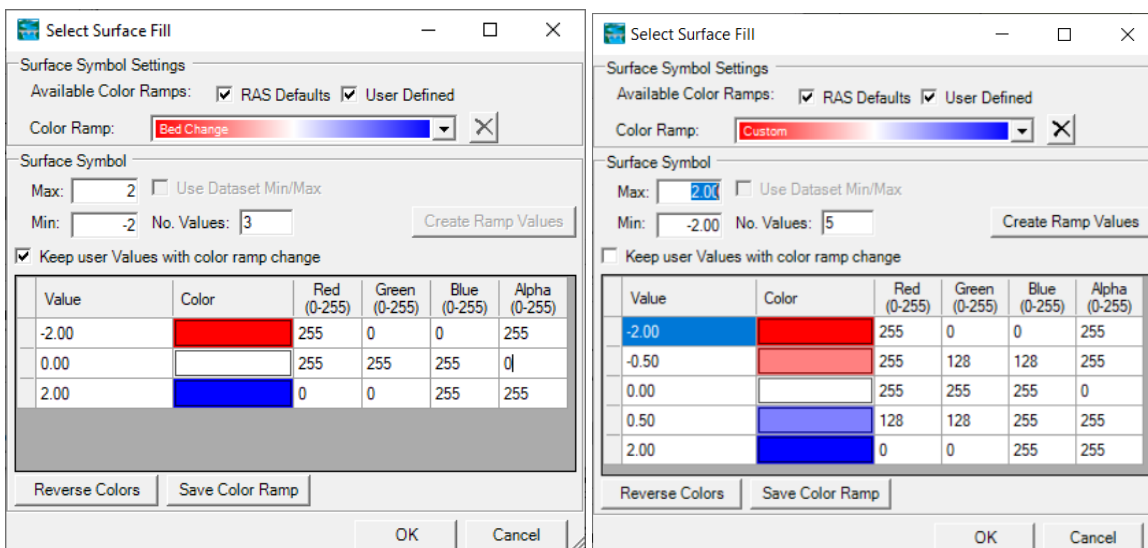 Select Surface Fill
Surface Symbol Settings
Available Color Ramps: RAS Defaults User Defined
Color Ramp: Bed Change
Surface Symbol
Max: 2 Use Dataset Min/Max
Min: -2 No. Values: 3 Create Ramp Values
Keep user Values with color ramp change
Value Color Red (0-255) Green (0-255) Blue (0-255) Alpha (0-255)
-2.00 255 0 0 255
0.00 255 255 255 0
2.00 0 0 255 255
Reverse Colors Save Color Ramp
OK Cancel
Select Surface Fill
Surface Symbol Settings
Available Color Ramps: RAS Defaults User Defined
Color Ramp: Custom
Surface Symbol
Max: 2.00 Use Dataset Min/Max
Min: -2.00 No. Values: 5 Create Ramp Values
Keep user Values with color ramp change
Value Color Red (0-255) Green (0-255) Blue (0-255) Alpha (0-255)
-2.00 255 0 0 255
-0.50 255 128 128 255
0.00 255 255 255 0
0.50 128 128 255 255
2.00 0 0 255 255
Reverse Colors Save Color Ramp
OK Cancel